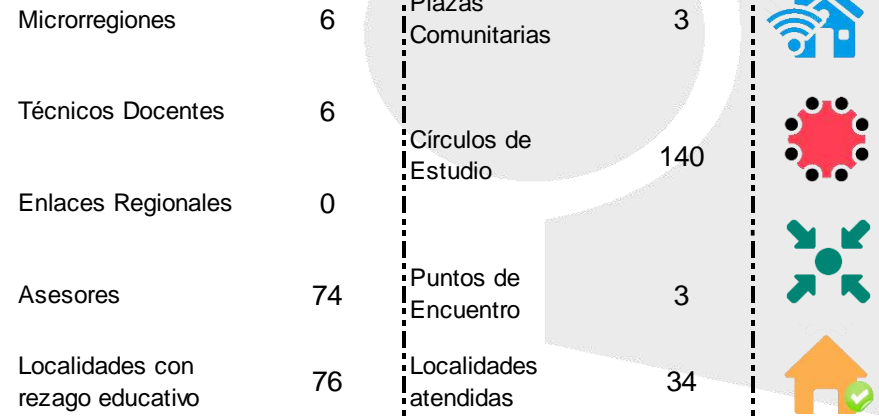 Microrregiones 6
Plazas
Comunitarias 3
Técnicos Docentes 6
Círculos de
Estudio 140
Enlaces Regionales 0
Asesores 74
Puntos de
Encuentro 3
Localidades con
rezago educativo 76
Localidades
atendidas 34